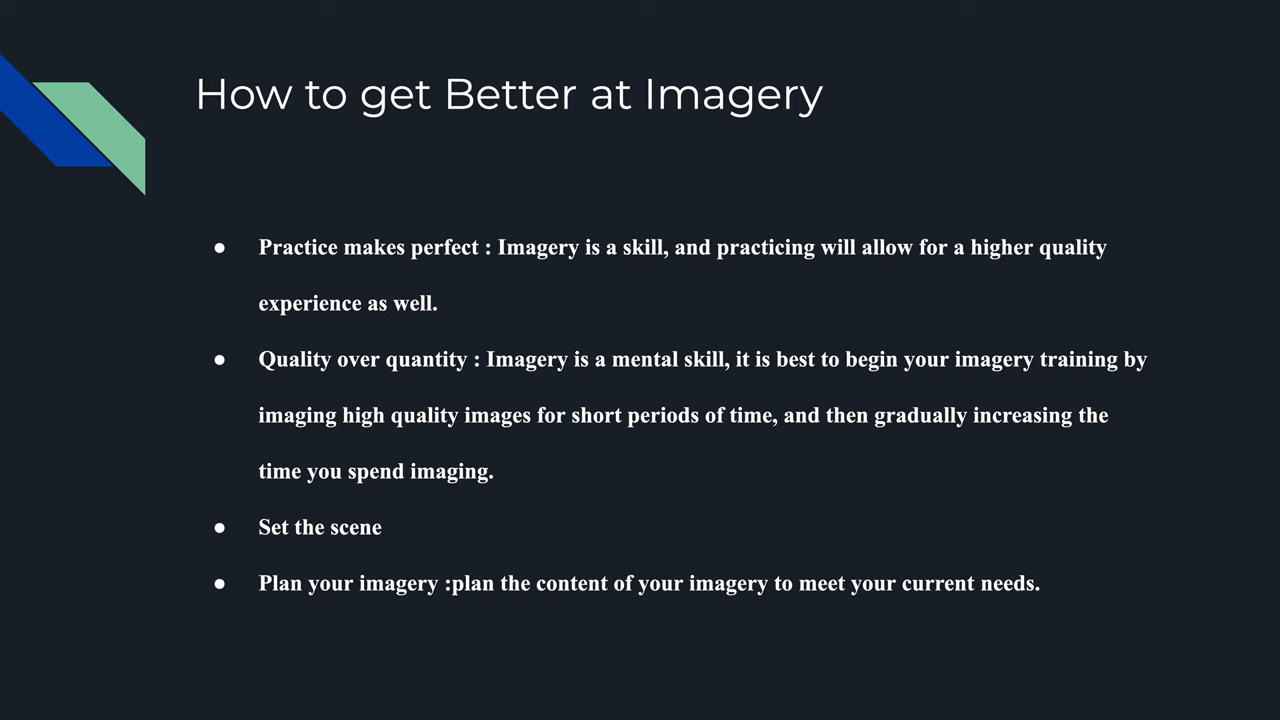 How to get Better at Imagery
● Practice makes perfect : Imagery is a skill, and practicing will allow for a higher quality
experience as well.
● Quality over quantity : Imagery is a mental skill, it is best to begin your imagery training by
imaging high quality images for short periods of time, and then gradually increasing the
time you spend imaging.
● Set the scene
● Plan your imagery :plan the content of your imagery to meet your current needs.